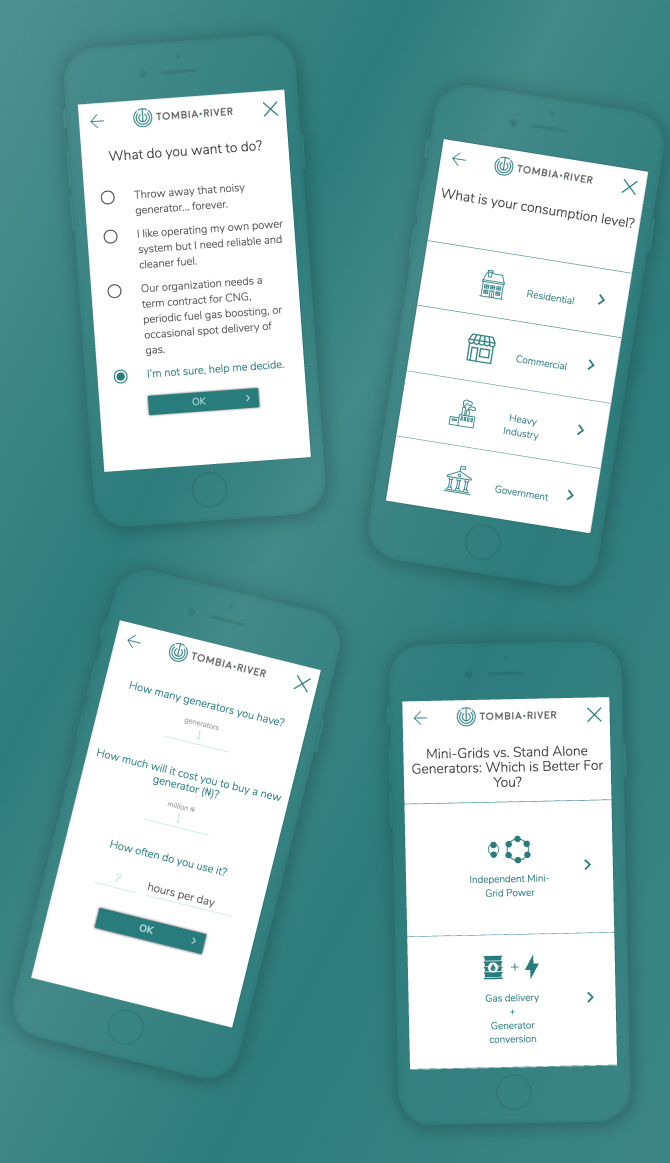 TOMBIA•RIVER
What do you want to do?
Throw away that noisy
generator... forever.
I like operating my own power
system but I need reliable and
cleaner fuel.
Our organization needs a
term contract for CNG,
periodic fuel gas boosting, or
occasional spot delivery of
gas.
I'm not sure, help me decide.
OK
TOMBIA•RIVER
What is your consumption level?
Residential
Commercial
Heavy
Industry
Government
TOMBIA•RIVER
How many generators you have?
generators
1
How much will it cost you to buy a new
generator (₦)?
million ₦
1
How often do you use it?
7 hours per day
OK
TOMBIA•RIVER
Mini-Grids vs. Stand Alone
Generators: Which is Better For
You?
Independent Mini-
Grid Power
+
Gas delivery
+
Generator
conversion